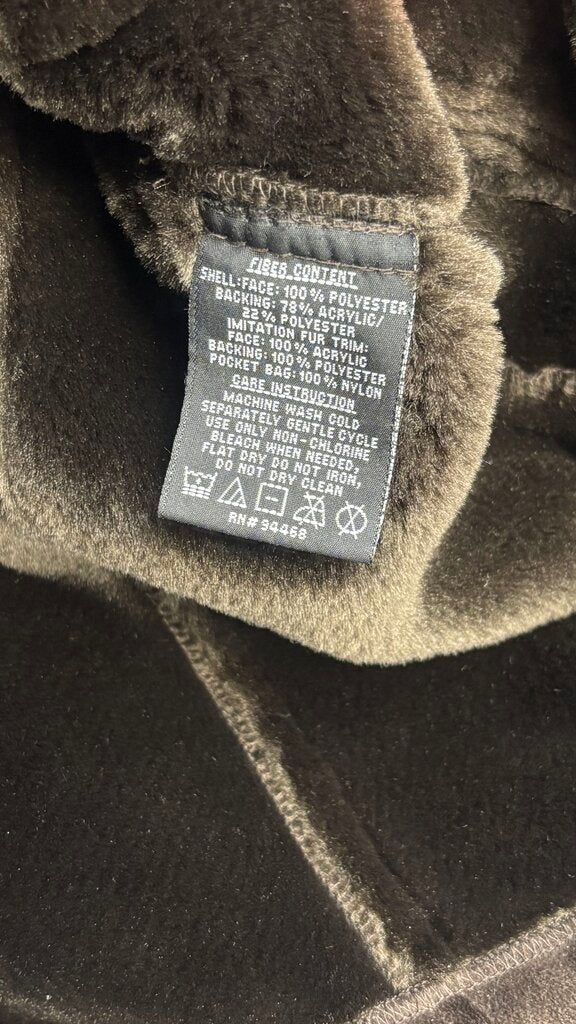 FIBER CONTENT
SHELL:FACE: 100% POLYESTER
BACKING: 78% ACRYLIC/
22% POLYESTER
IMITATION FUR TRIM:
FACE: 100% ACRYLIC
BACKING: 100% POLYESTER
POCKET BAG: 100% NYLON
CARE INSTRUCTION
MACHINE WASH COLD
SEPARATELY GENTLE CYCLE
USE ONLY NON-CHLORINE
BLEACH WHEN NEEDED,
FLAT DRY DO NOT IRON,
DO NOT DRY CLEAN
RN# 94468